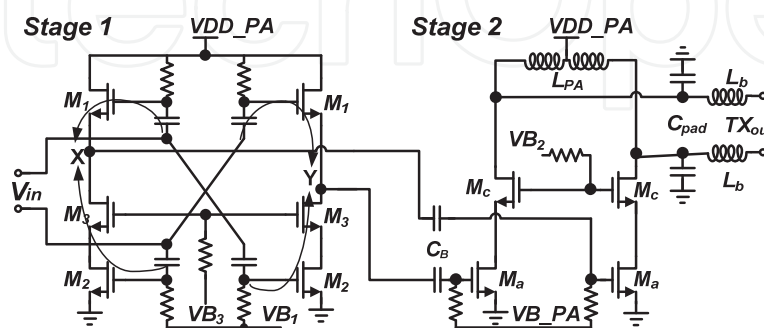 Stage 1
VDD_PA
Stage 2
VDD_PA
M1
M1
LPA
Lb
Cpad
TXou
VB2
X
Y
Vin
Mc
Mc
Lb
M3
M3
CB
M2
M2
Ma
Ma
VB3
VB1
VB_PA